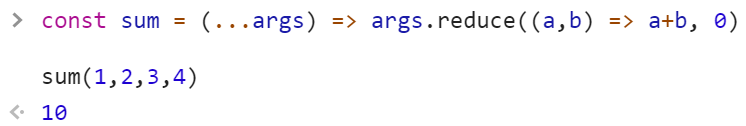 > const sum = (...args) => args.reduce((a,b) => a+b, 0)
sum(1,2,3,4)
10